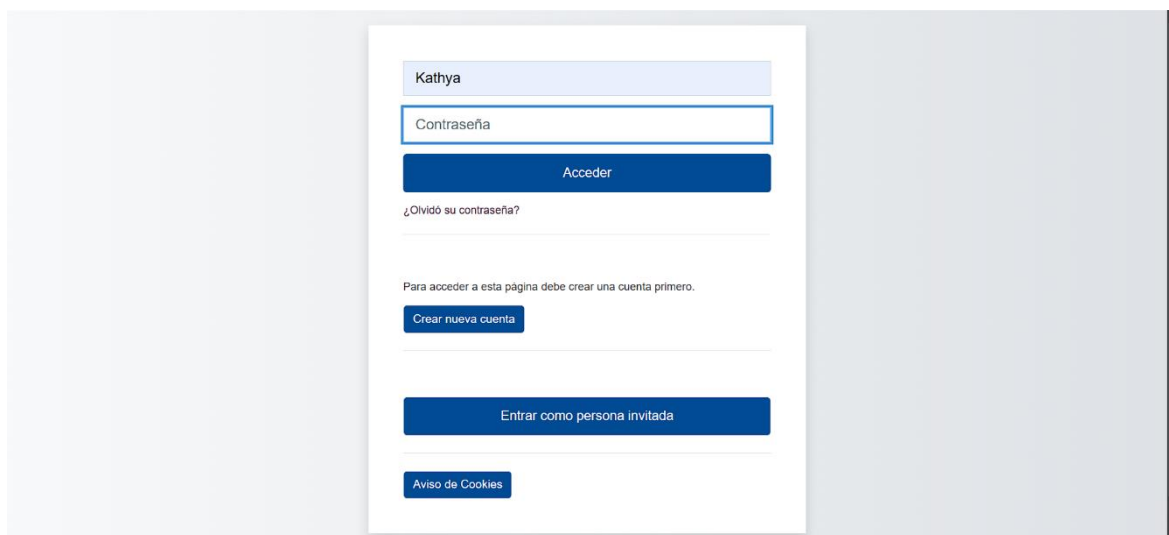 Kathya
Contraseña
Acceder
¿Olvidó su contraseña?
Para acceder a esta página debe crear una cuenta primero.
Crear nueva cuenta
Entrar como persona invitada
Aviso de Cookies